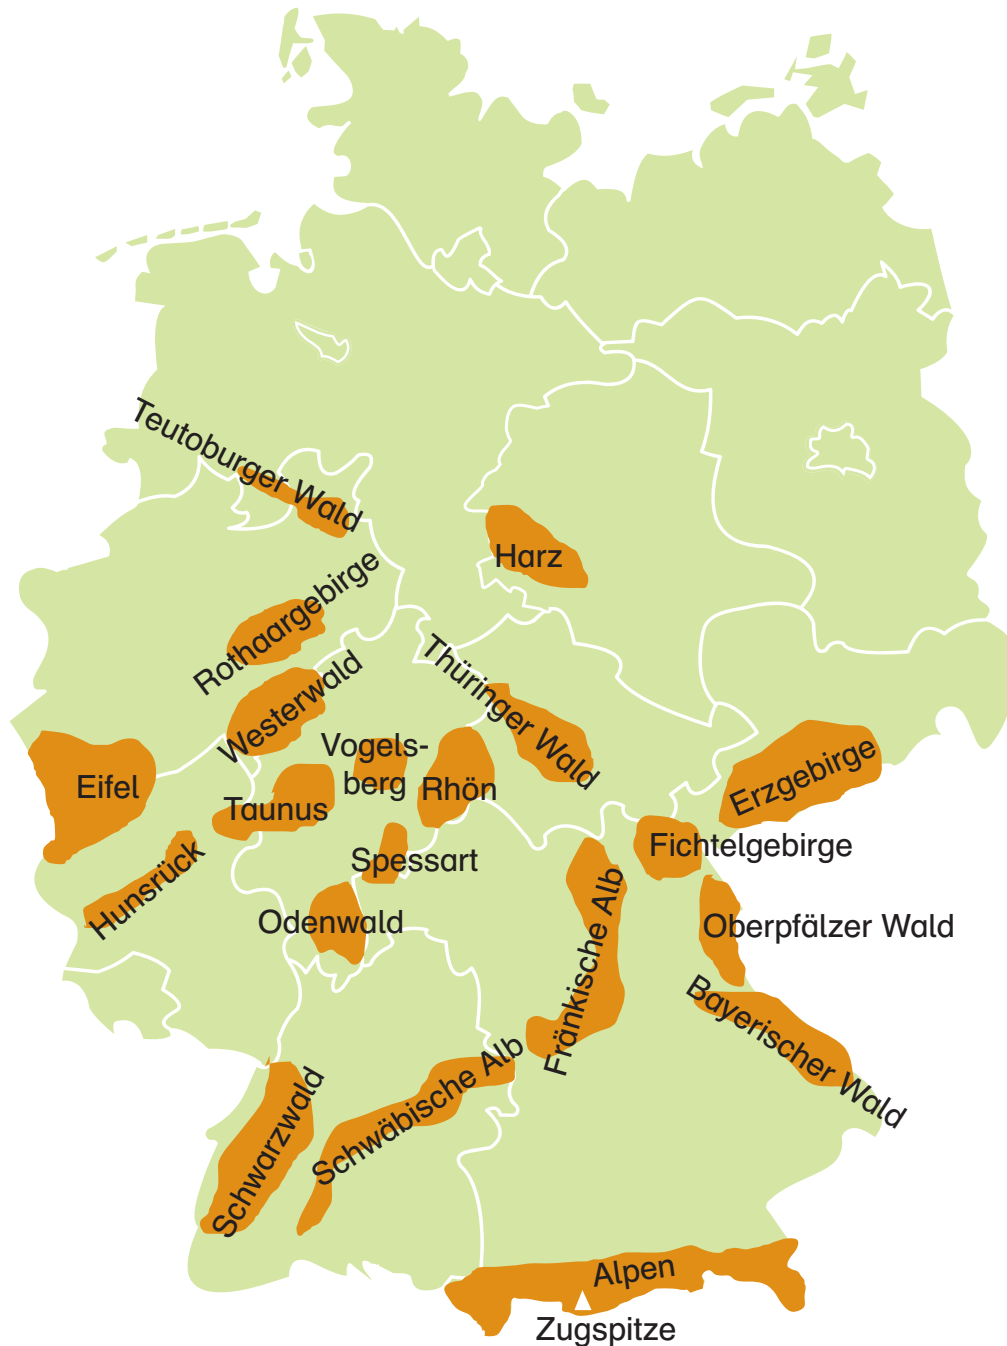 Teutoburger Wald
Harz
Rothaargebirge
Thüringer Wald
Westerwald
Vogels-
berg
Rhön
Erzgebirge
Eifel
Taunus
Fichtelgebirge
Spessart
Hunsrück
Odenwald
Fränkische Alb
Oberpfälzer Wald
Bayerischer Wald
Schwäbische Alb
Schwarzwald
Alpen
Zugspitze